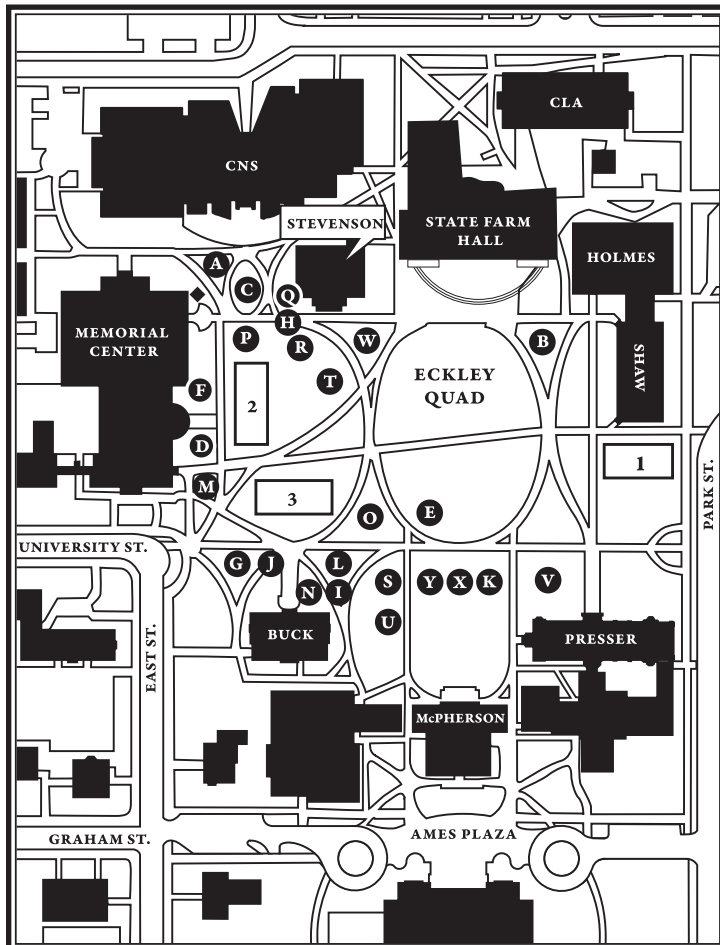 CLA
CNS
STEVENSON
STATE FARM
HALL
HOLMES
A
C
Q
H
P
R
W
B
MEMORIAL
CENTER
SHAW
ECKLEY
QUAD
T
F
2
D
1
M
3
O
E
PARK ST.
UNIVERSITY ST.
G
J
L
N
I
S
Y
X
K
V
U
BUCK
PRESSER
EAST ST.
McPHERSON
GRAHAM ST.
AMES PLAZA